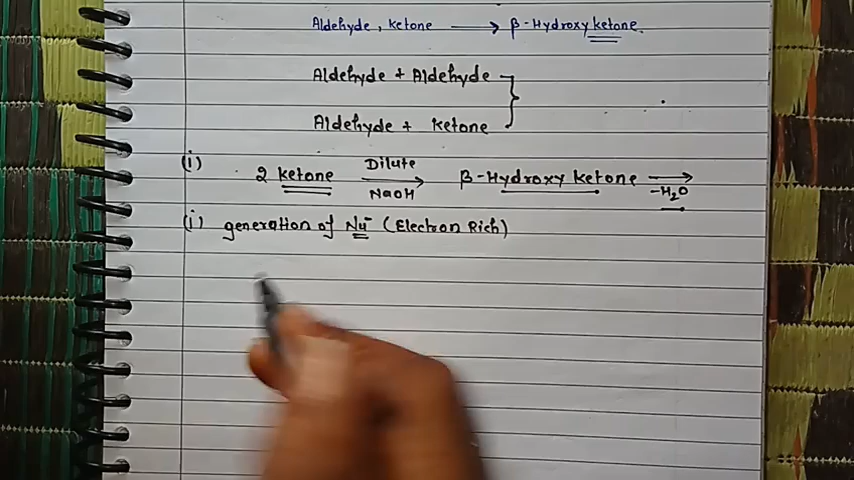 Aldehyde, Ketone ⟶ β-Hydroxy ketone.
Aldehyde + Aldehyde
Aldehyde + ketone
(i) 2 ketone Dilute NaOH ⟶ β-Hydroxy ketone ⟶ -H2O
(i) generation of Nu⁻ (Electron Rich)